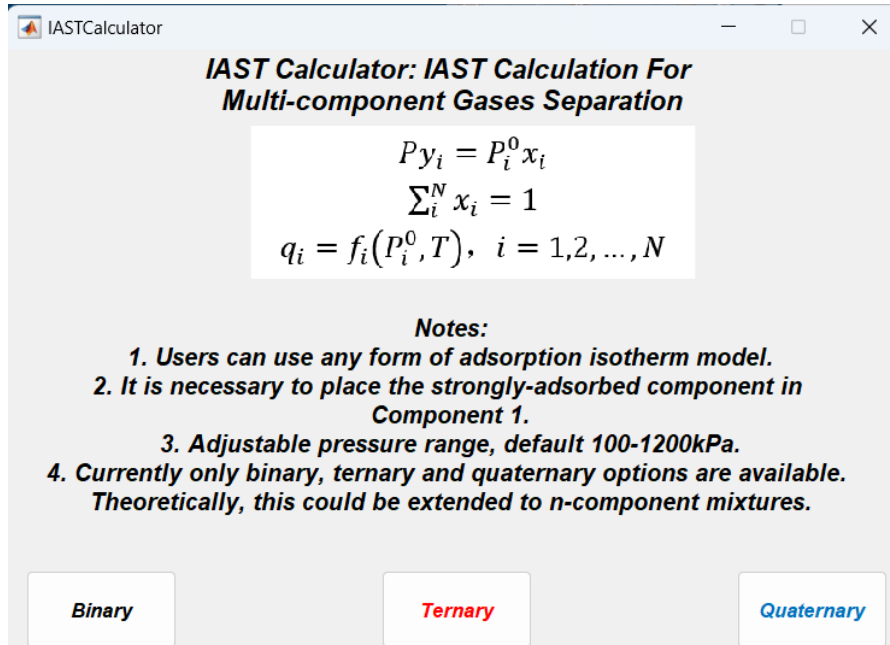 IASTCalculator
IAST Calculator: IAST Calculation For
Multi-component Gases Separation
Pyᵢ = Pᵢ⁰xᵢ
∑ᵢᴺ xᵢ = 1
qᵢ = fᵢ(Pᵢ⁰, T),  i = 1,2, …, N
Notes:
1. Users can use any form of adsorption isotherm model.
2. It is necessary to place the strongly-adsorbed component in
Component 1.
3. Adjustable pressure range, default 100-1200kPa.
4. Currently only binary, ternary and quaternary options are available.
Theoretically, this could be extended to n-component mixtures.
Binary
Ternary
Quaternary